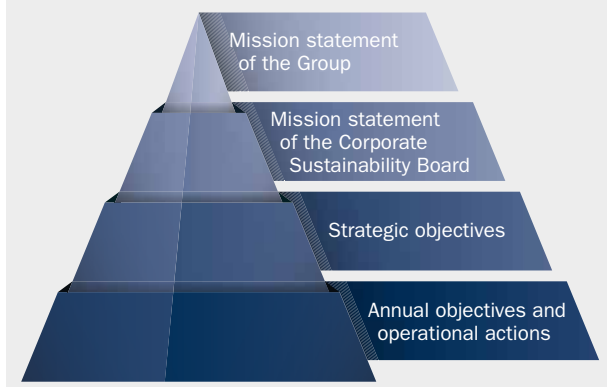 Mission statement
of the Group
Mission statement
of the Corporate
Sustainability Board
Strategic objectives
Annual objectives and
operational actions